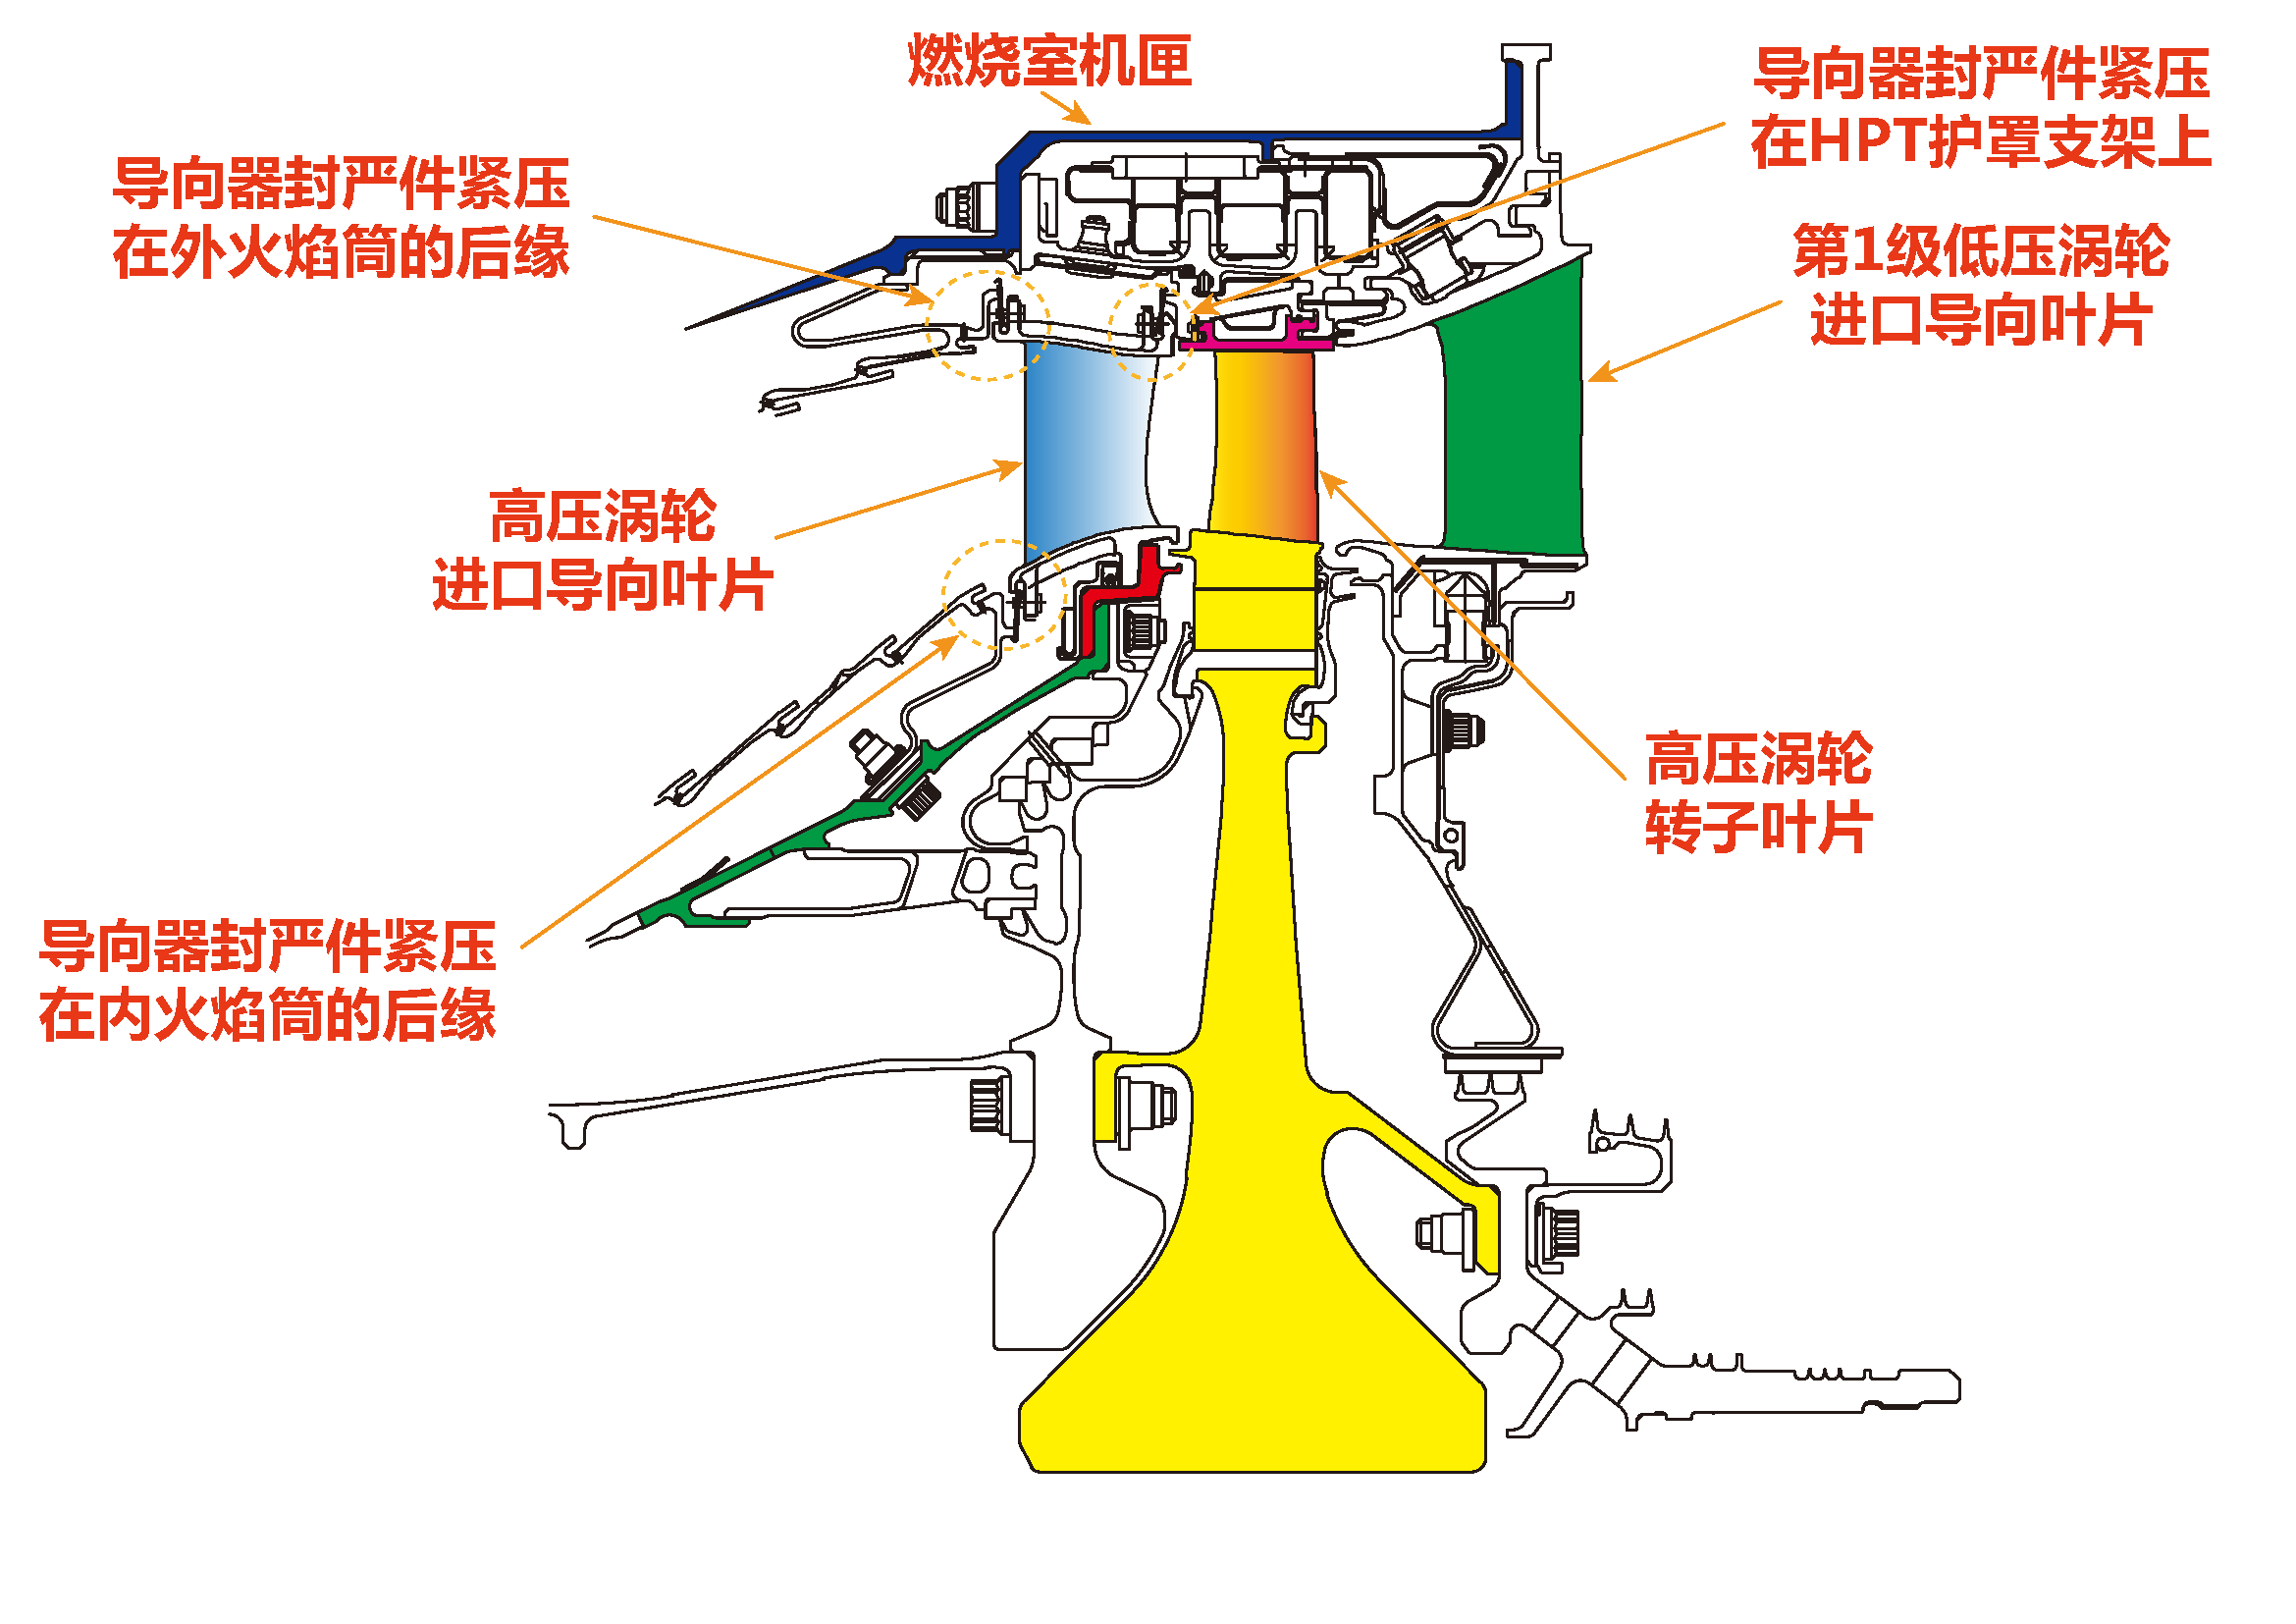 燃烧室机匣
导向器封严件紧压
在HPT护罩支架上
导向器封严件紧压
在外火焰筒的后缘
第1级低压涡轮
进口导向叶片
高压涡轮
进口导向叶片
高压涡轮
转子叶片
导向器封严件紧压
在内火焰筒的后缘